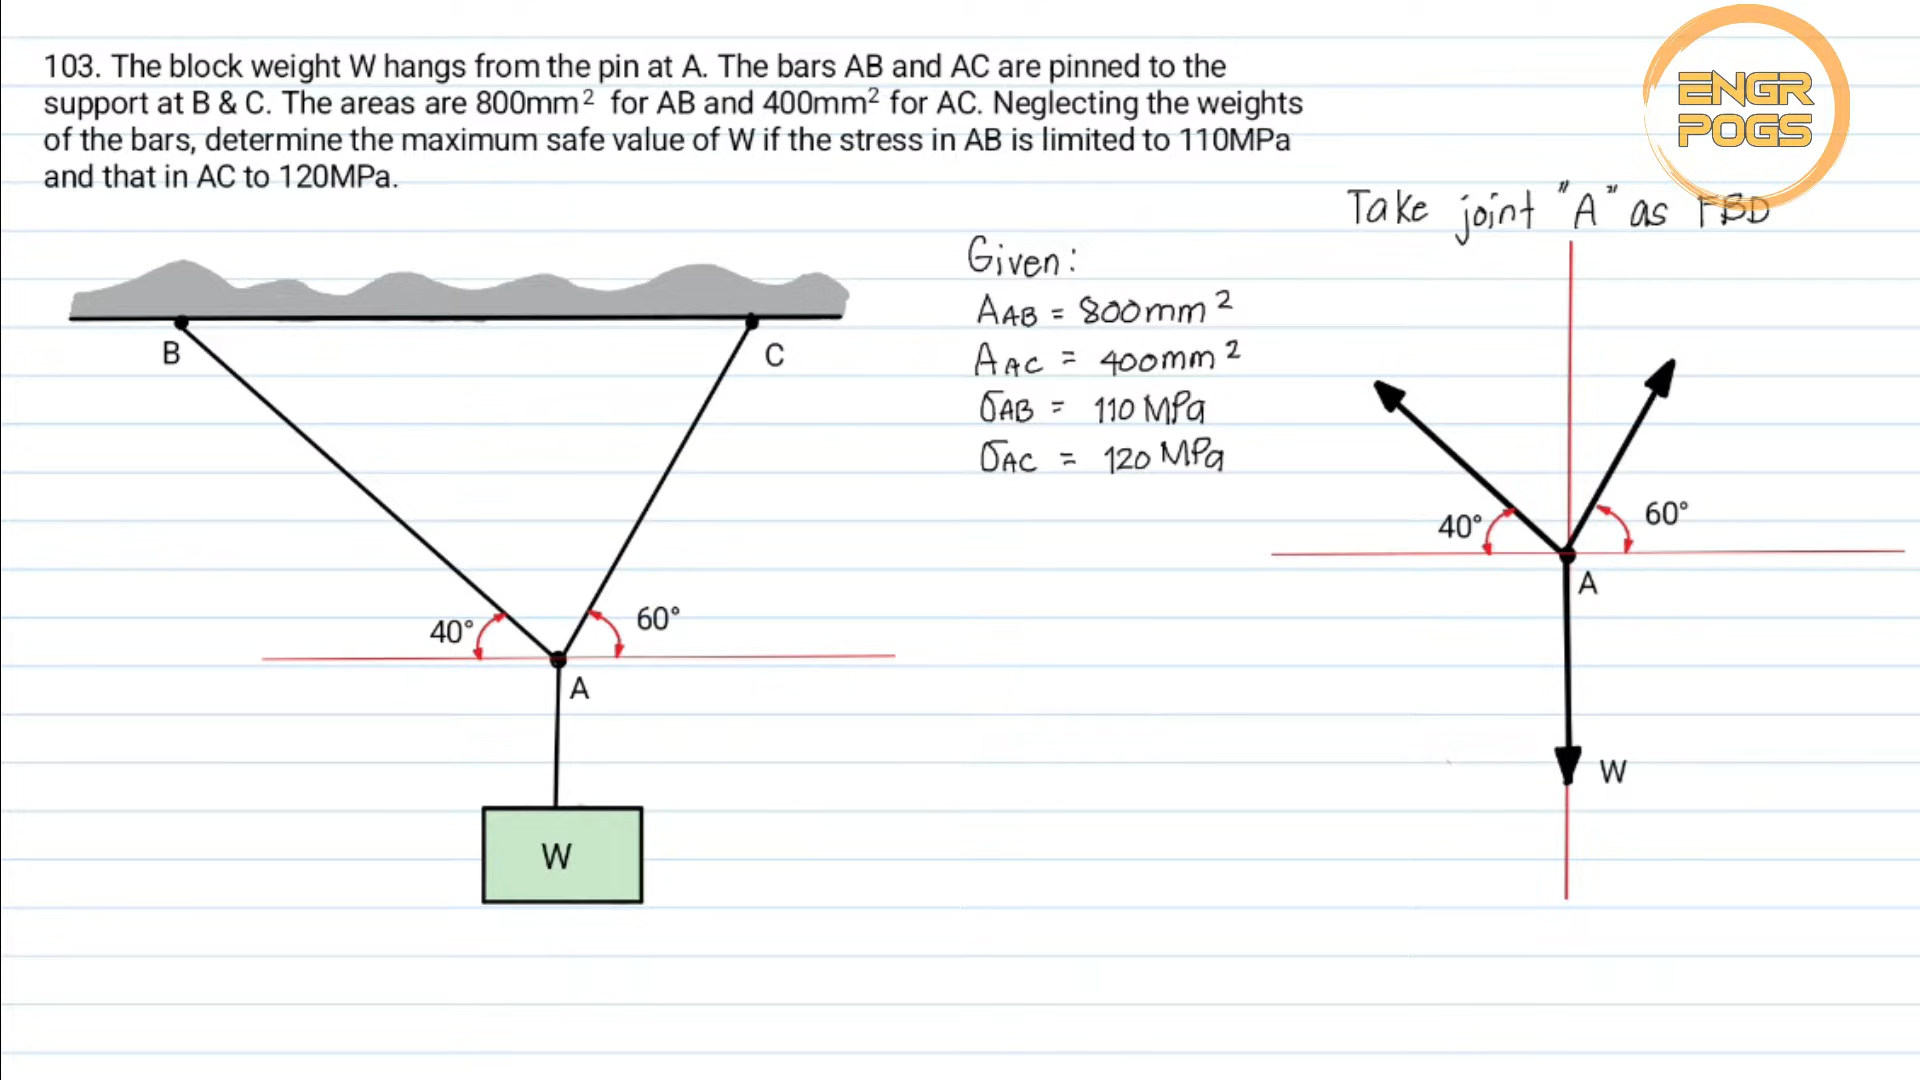 ENGR
POGS
103. The block weight W hangs from the pin at A. The bars AB and AC are pinned to the
support at B & C. The areas are 800mm² for AB and 400mm² for AC. Neglecting the weights
of the bars, determine the maximum safe value of W if the stress in AB is limited to 110MPa
and that in AC to 120MPa.
Take joint "A" as FBD
Given:
AAB = 800mm²
AAC = 400mm²
σAB = 110 MPa
σAC = 120 MPa
B
C
40°
60°
A
W
40°
60°
A
W